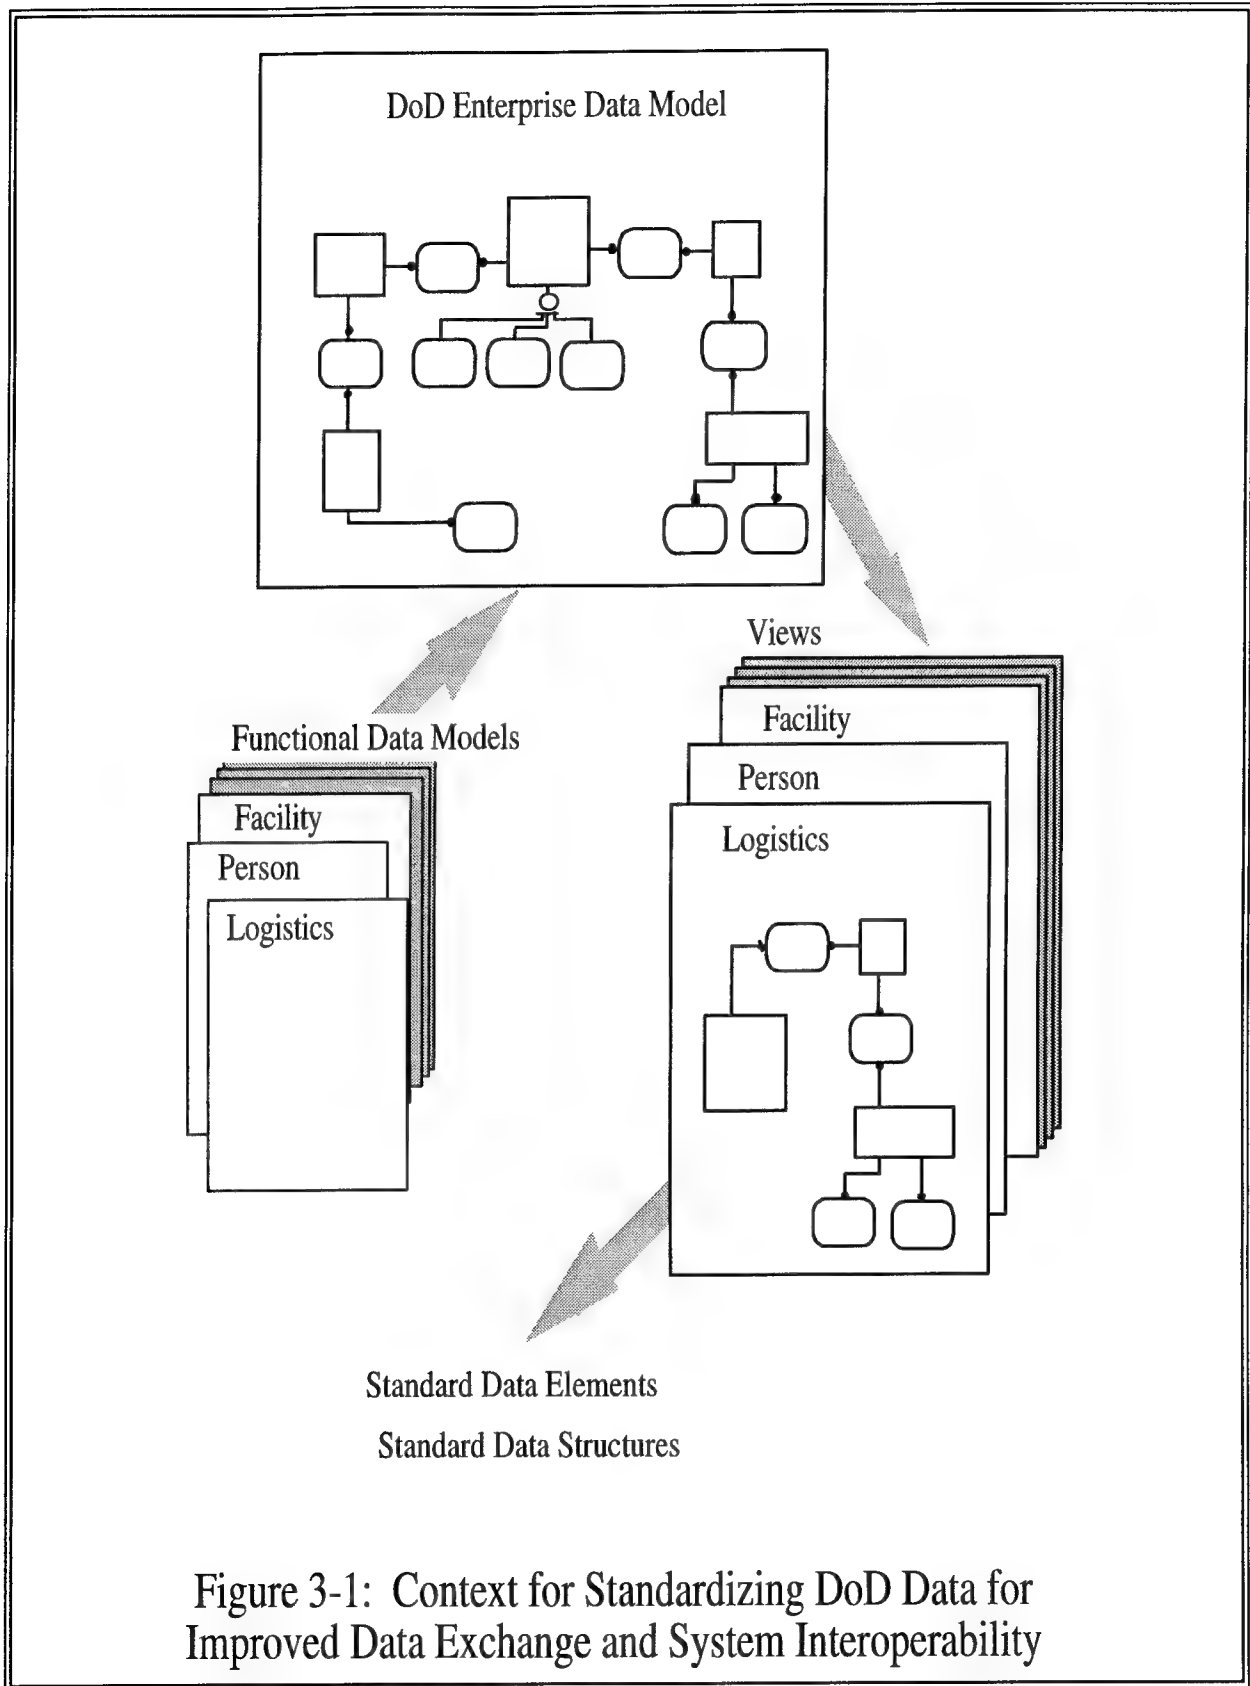 DoD Enterprise Data Model
Views
Facility
Person
Logistics
Functional Data Models
Facility
Person
Logistics
Standard Data Elements
Standard Data Structures
Figure 3-1: Context for Standardizing DoD Data for
Improved Data Exchange and System Interoperability